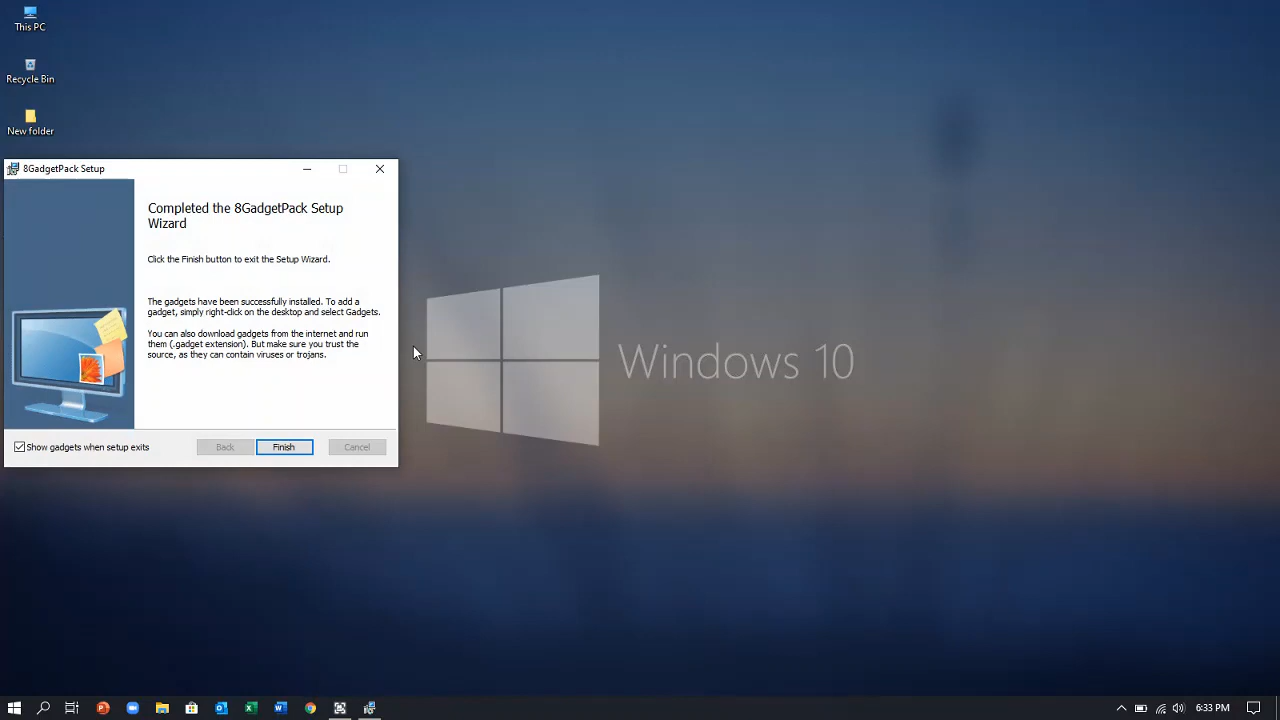 This PC
Recycle Bin
New folder
8GadgetPack Setup
Completed the 8GadgetPack Setup
Wizard
Click the Finish button to exit the Setup Wizard.
The gadgets have been successfully installed. To add a
gadget, simply right-click on the desktop and select Gadgets.
You can also download gadgets from the internet and run
them (.gadget extension). But make sure you trust the
source, as they can contain viruses or trojans.
Show gadgets when setup exits
Back
Finish
Cancel
Windows 10
6:33 PM